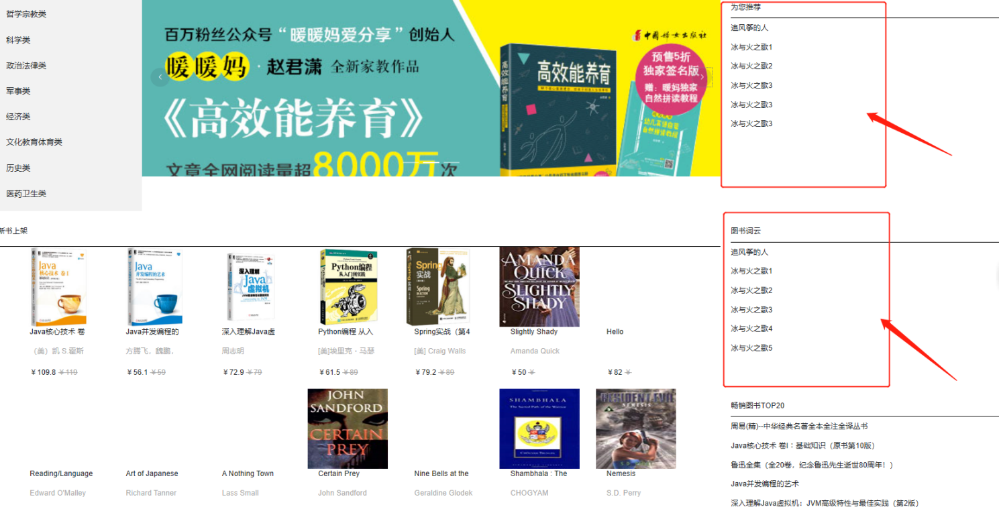 哲学宗教类
科学类
政治法律类
军事类
经济类
文化教育体育类
历史类
医药卫生类
百万粉丝公众号“暖暖妈爱分享”创始人
暖暖妈·赵君潇 全新家教作品
《高效能养育》
文章全网阅读量超8000万次
中国妇女出版社
预售5折
独家签名版
赠：暖妈独家
自然拼读教程
高效能养育
高效能养育
为您推荐
追风筝的人
冰与火之歌1
冰与火之歌2
冰与火之歌3
冰与火之歌3
冰与火之歌3
新书上架
Java
核心技术 卷I
Java
并发编程的艺术
深入理解
Java
虚拟机
Python编程
从入门到实践
Spring
实战
Spring
IN ACTION
AMANDA
QUICK
SLIGHTLY
SHADY
Java核心技术 卷
Java并发编程的
深入理解Java虚
Python编程 从入
Spring实战（第4
Slightly Shady
Hello
（美）凯 S.霍斯
方腾飞，魏鹏，
周志明
[美]埃里克・马瑟
[美] Craig Walls
Amanda Quick
¥ 109.8 ¥ 119
¥ 56.1 ¥ 59
¥ 72.9 ¥ 79
¥ 61.5 ¥ 89
¥ 79.2 ¥ 89
¥ 50 ¥
¥ 82 ¥
JOHN
SANDFORD
CERTAIN
PREY
SHAMBHALA
The Sacred Path of the Warrior
RESIDENT EVIL
NEMESIS
S.D. PERRY
Reading/Language
Art of Japanese
A Nothing Town
Certain Prey
Nine Bells at the
Shambhala : The
Nemesis
Edward O'Malley
Richard Tanner
Lass Small
John Sandford
Geraldine Glodek
CHOGYAM
S.D. Perry
图书词云
追风筝的人
冰与火之歌1
冰与火之歌2
冰与火之歌3
冰与火之歌4
冰与火之歌5
畅销图书TOP20
周易(精)--中华经典名著全本全注全译丛书
Java核心技术 卷I：基础知识（原书第10版）
鲁迅全集（全20卷，纪念鲁迅先生逝世80周年！）
Java并发编程的艺术
深入理解Java虚拟机：JVM高级特性与最佳实践（第2版）